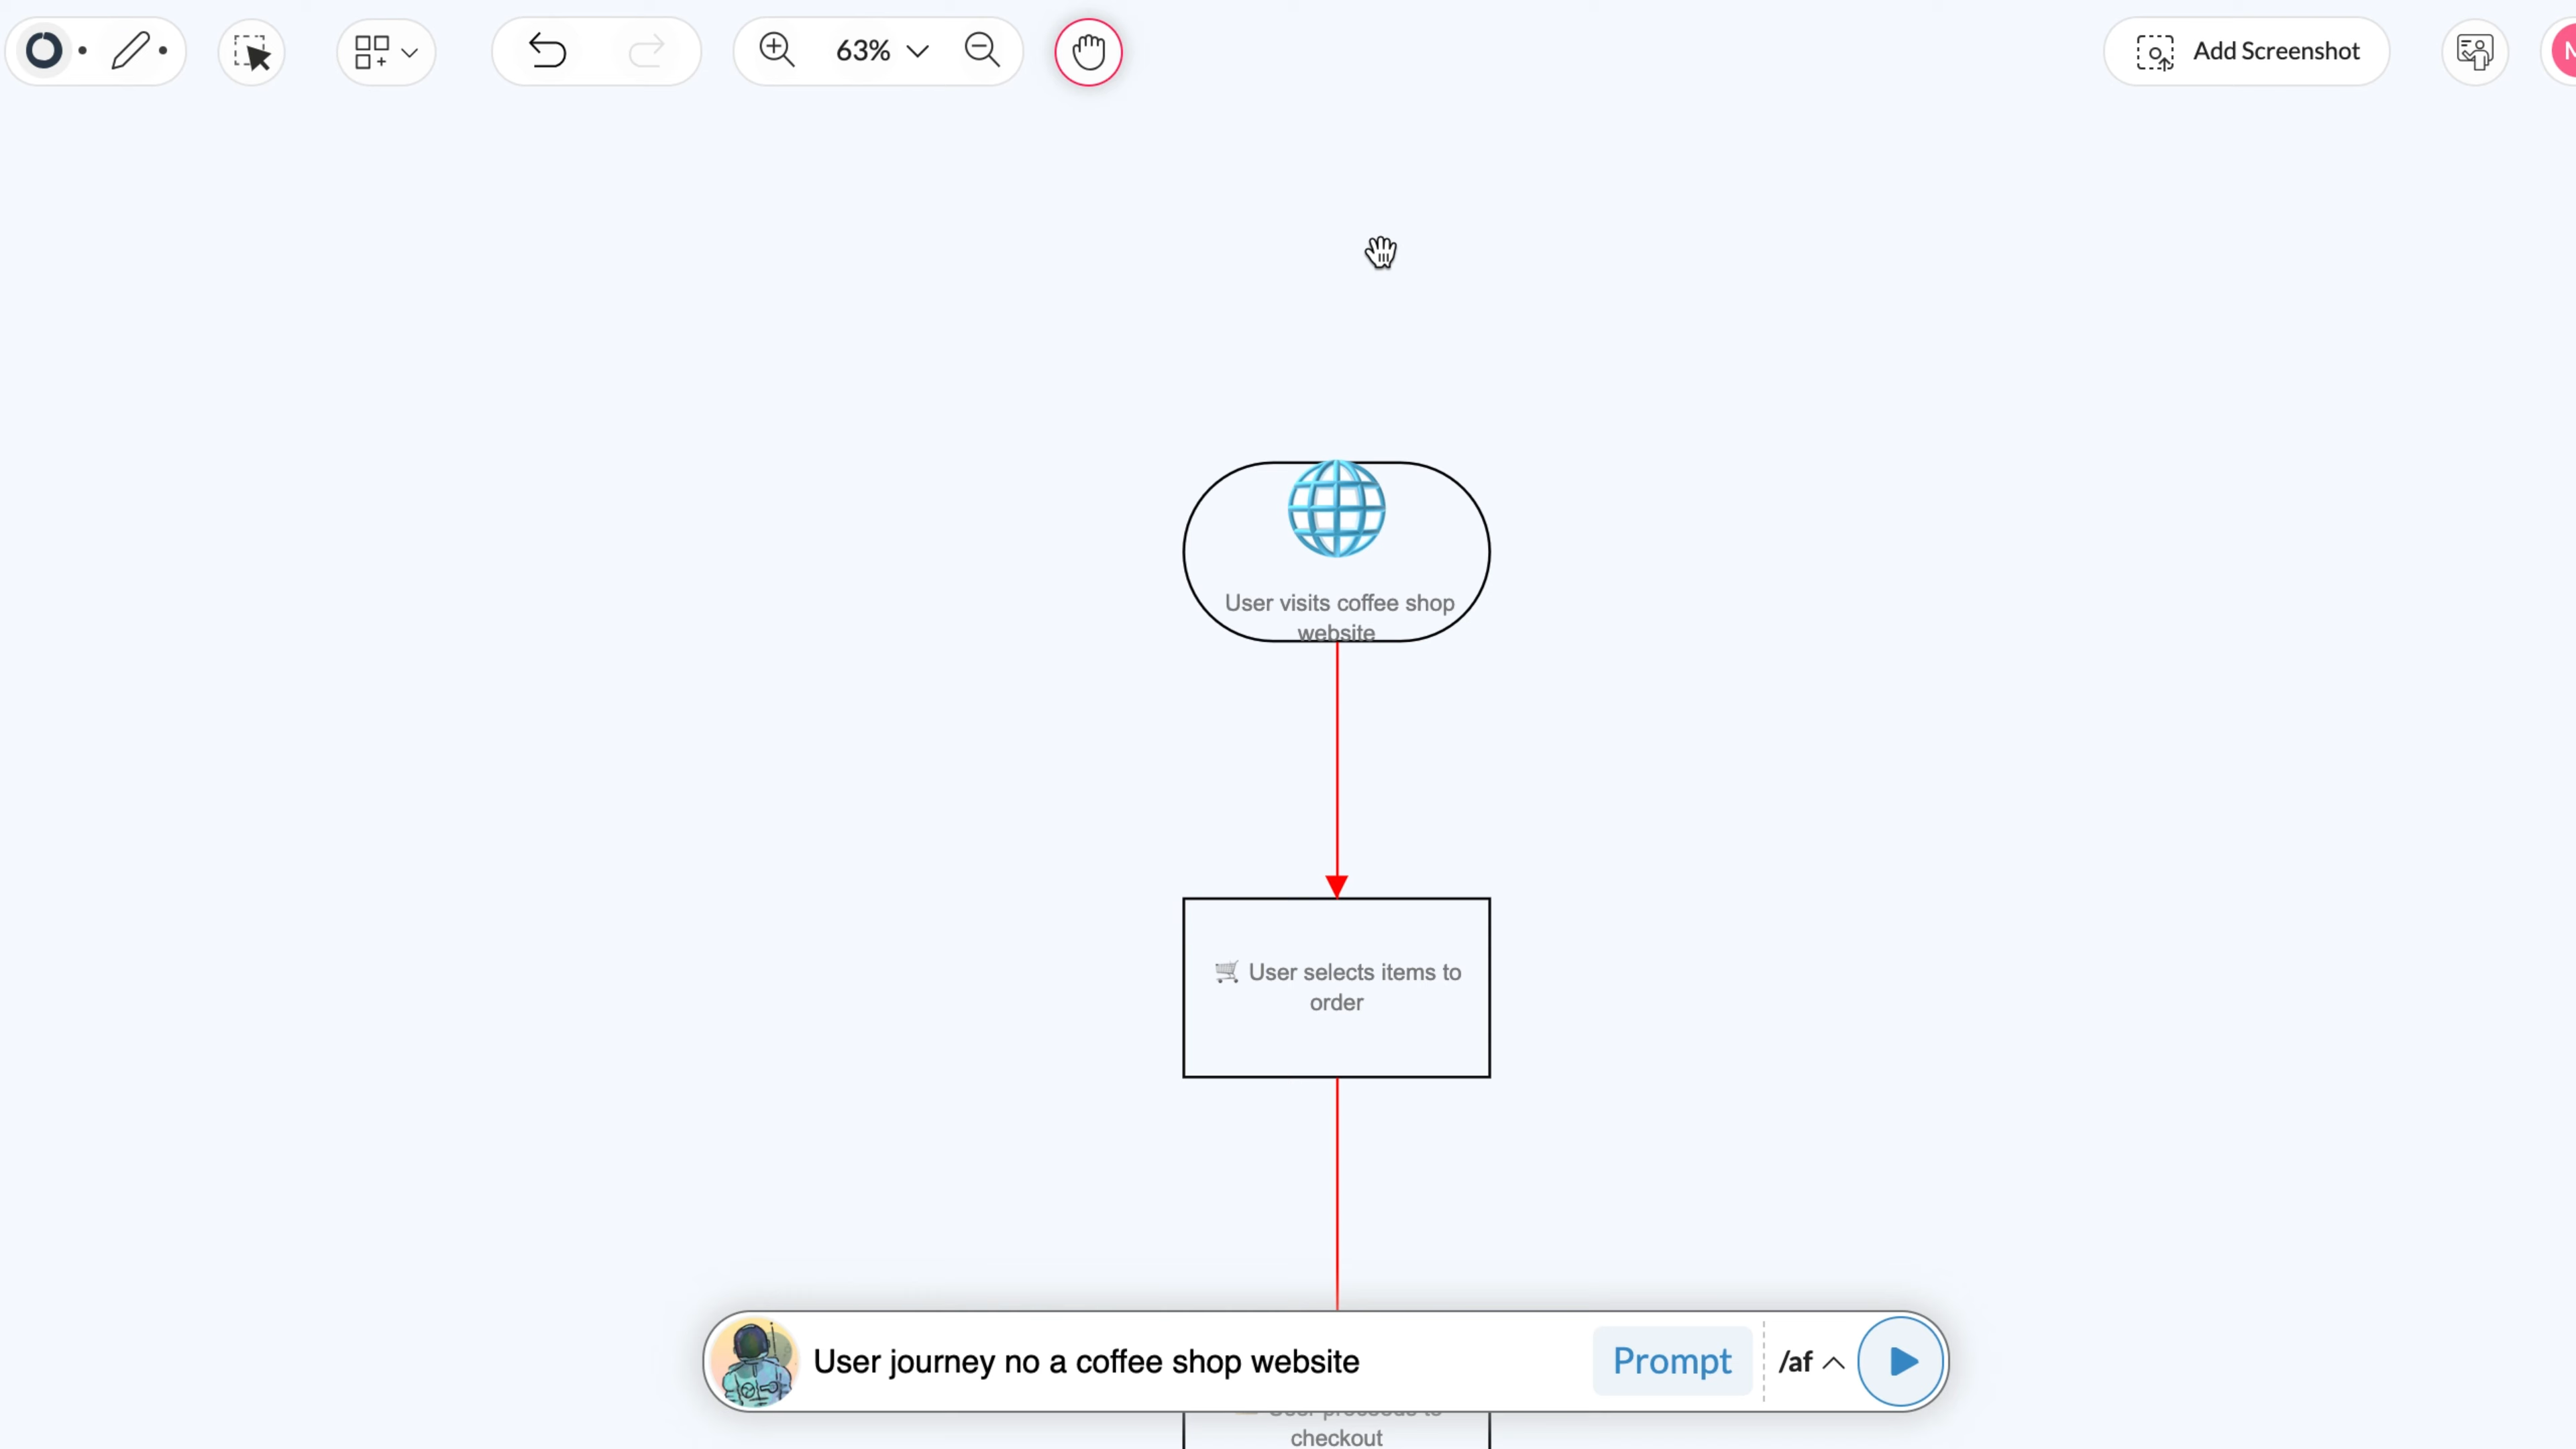 63%
Add Screenshot
User visits coffee shop
website
User selects items to
order
User journey no a coffee shop website
Prompt
/af
User proceeds to
checkout